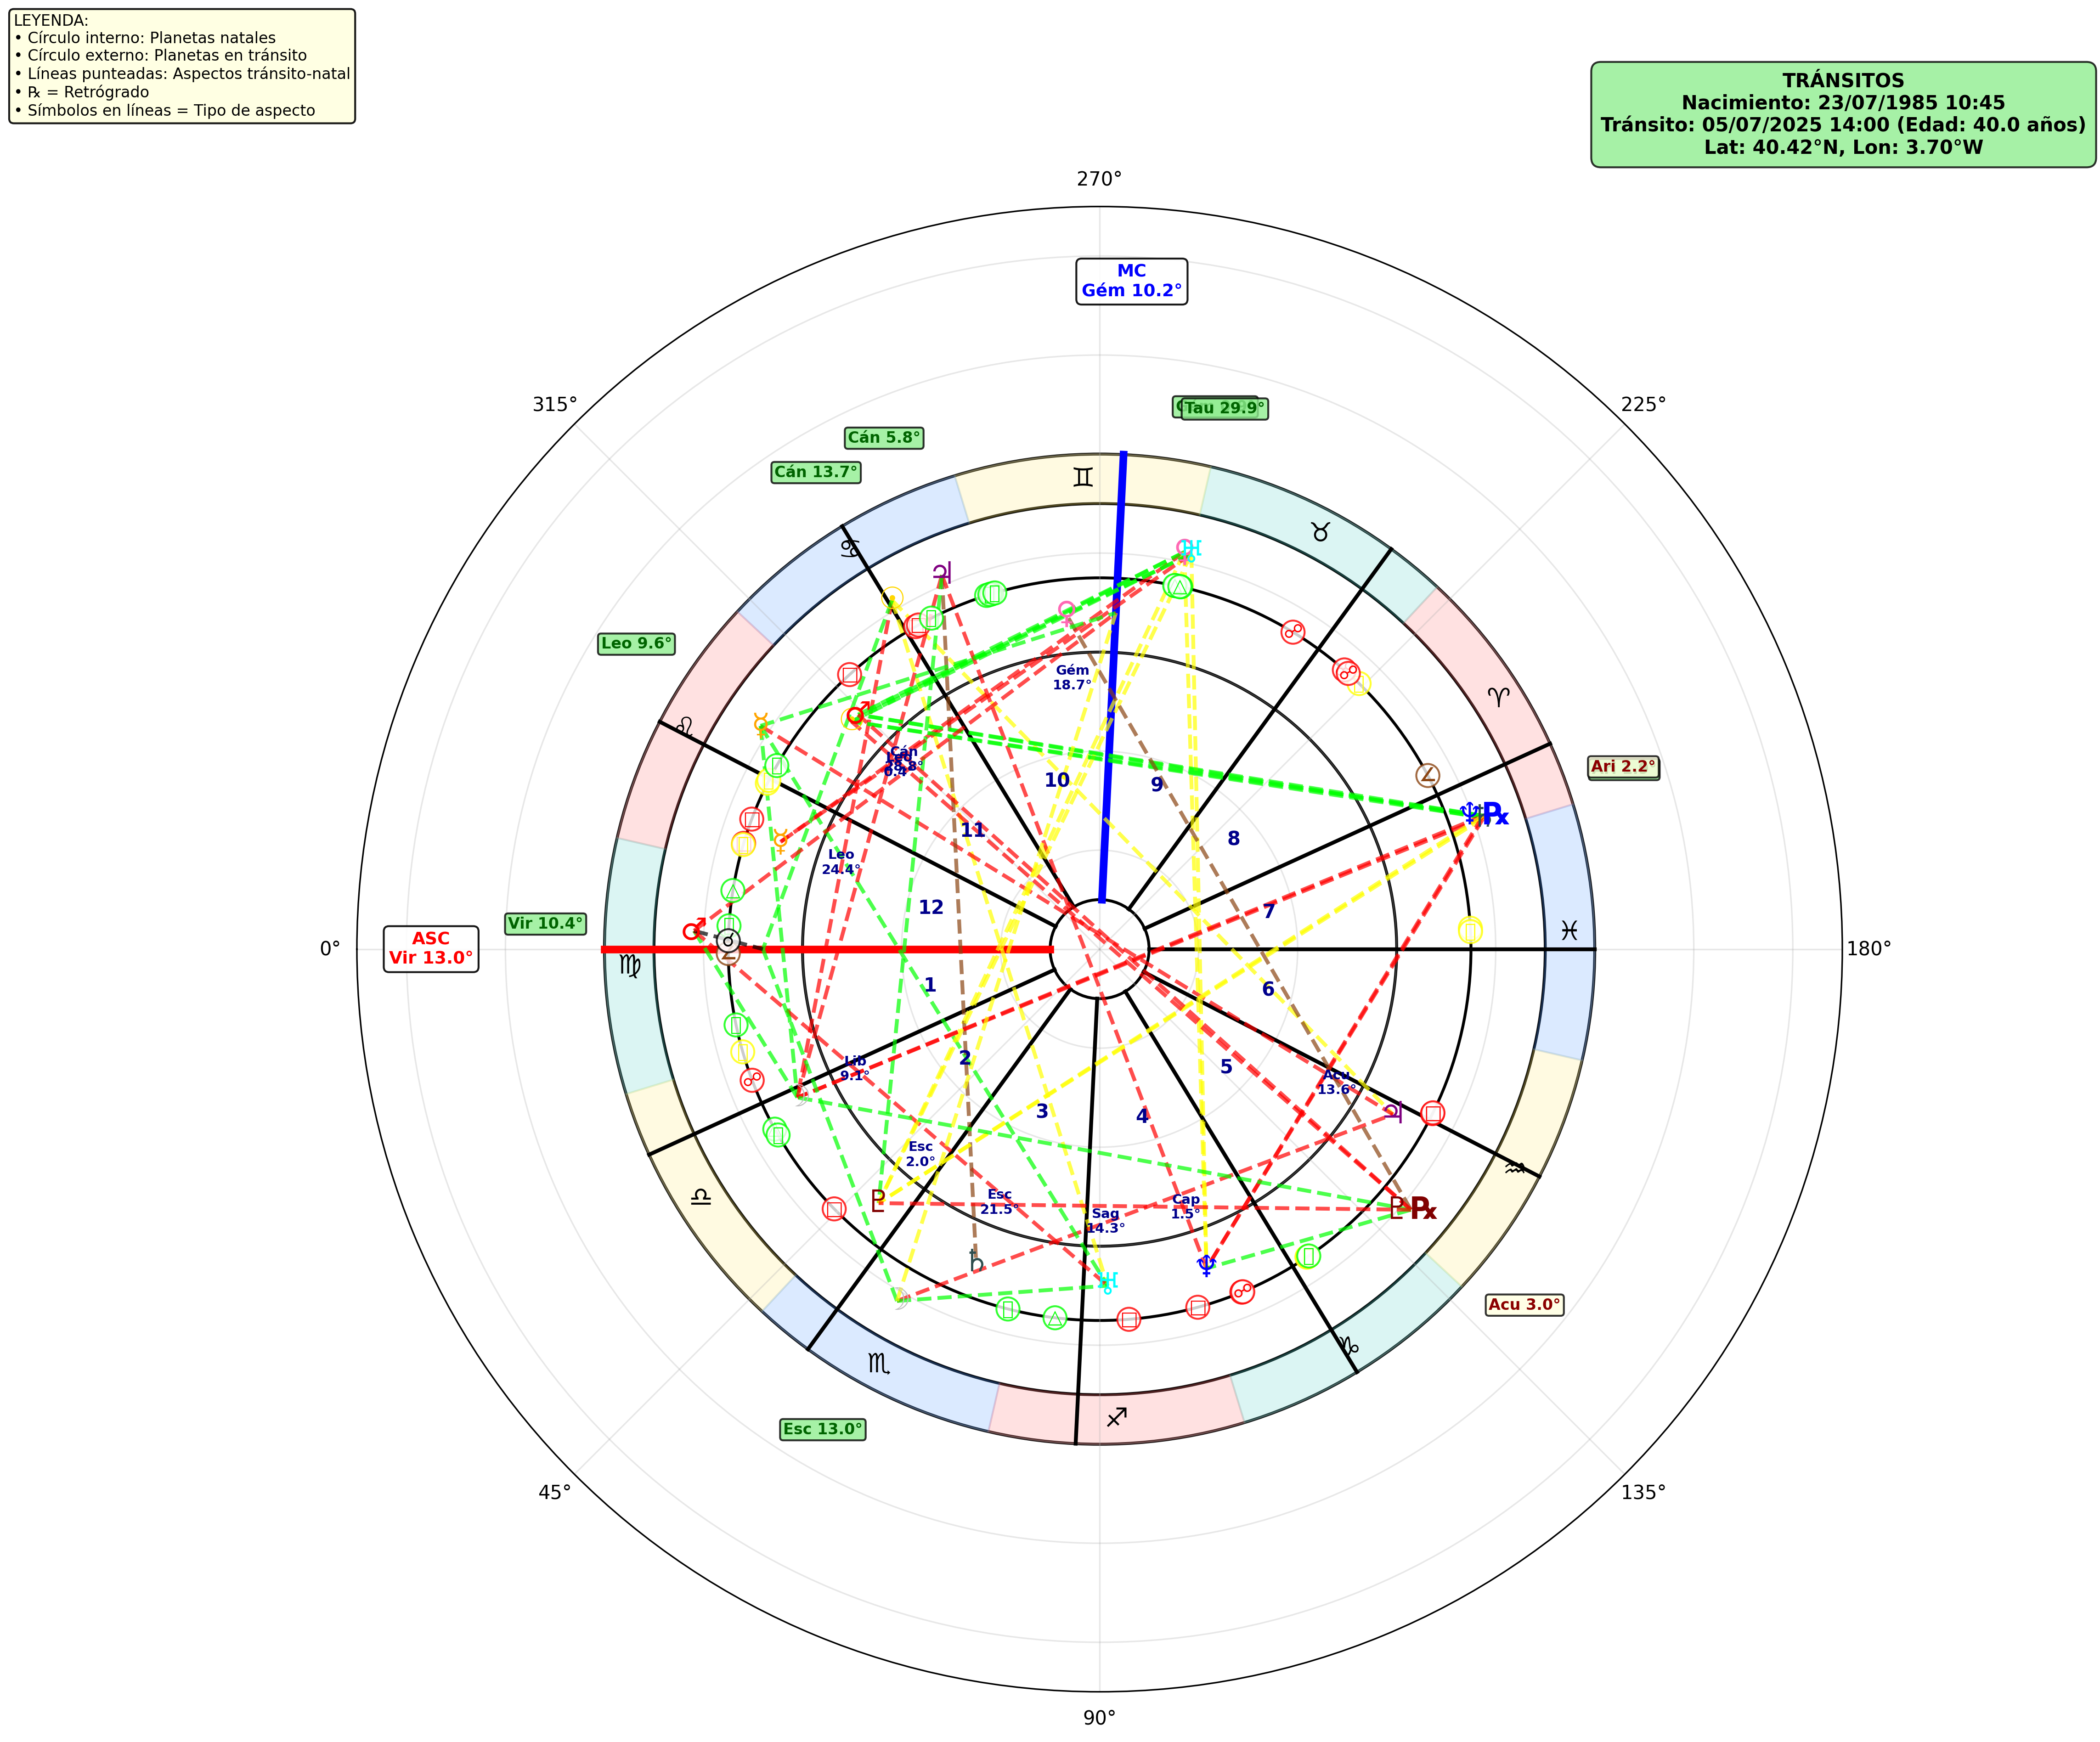 LEYENDA:
• Círculo interno: Planetas natales
• Círculo externo: Planetas en tránsito
• Líneas punteadas: Aspectos tránsito-natal
• ℞ = Retrógrado
• Símbolos en líneas = Tipo de aspecto
TRÁNSITOS
Nacimiento: 23/07/1985 10:45
Tránsito: 05/07/2025 14:00 (Edad: 40.0 años)
Lat: 40.42°N, Lon: 3.70°W
270°
MC
Gém 10.2°
315°
225°
Tau 29.9°
Cán 5.8°
Cán 13.7°
♊
♉
♋
♈
Leo 9.6°
♌
Gém
18.7°
Cán
28.8°
Ari 2.2°
10
9
11
8
Leo
24.4°
12
7
Vir 10.4°
0°
ASC
Vir 13.0°
180°
♓
♍
1
6
2
5
Lib
9.1°
Acu
13.6°
3
4
Esc
2.0°
Esc
21.5°
Cap
1.5°
Sag
14.3°
♒
♎
℞
℞
Acu 3.0°
♏
♑
♐
Esc 13.0°
45°
135°
90°